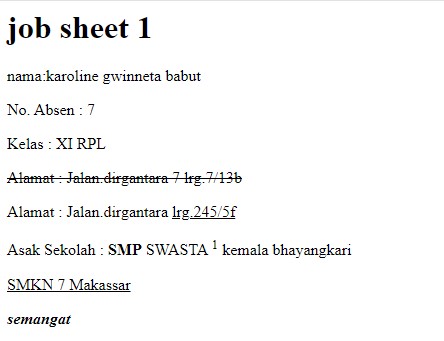 job sheet 1
nama:karoline gwinneta babut
No. Absen : 7
Kelas : XI RPL
Alamat : Jalan.dirgantara 7 lrg.7/13b
Alamat : Jalan.dirgantara lrg.245/5f
Asak Sekolah : SMP SWASTA 1 kemala bhayangkari
SMKN 7 Makassar
semangat